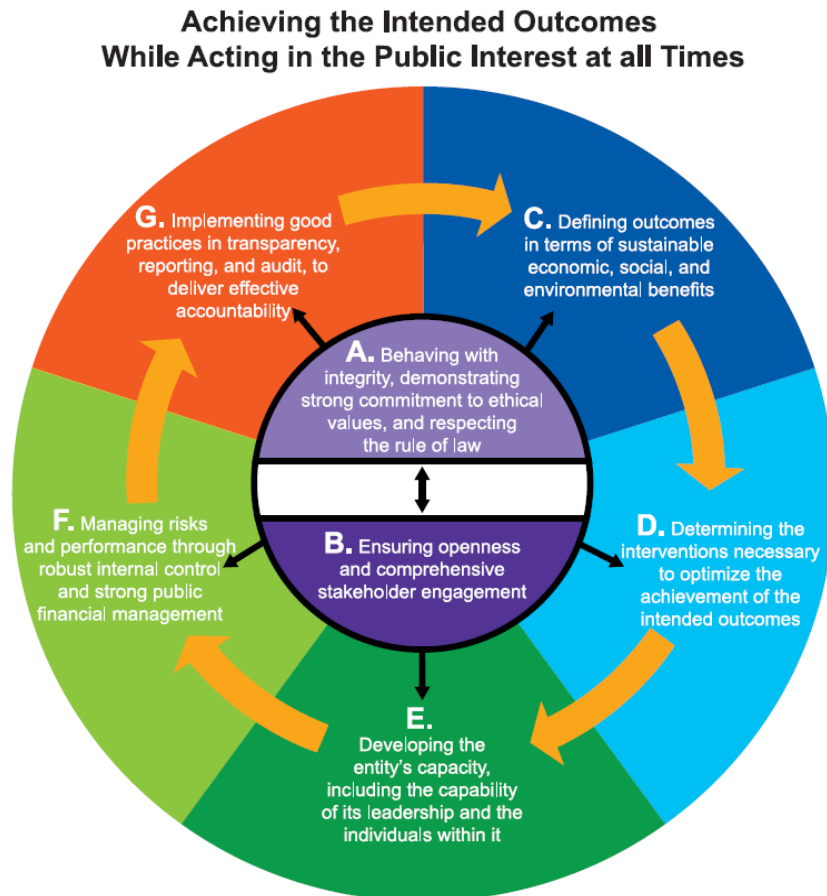 Achieving the Intended Outcomes
While Acting in the Public Interest at all Times
G. Implementing good
practices in transparency,
reporting, and audit, to
deliver effective
accountability
C. Defining outcomes
in terms of sustainable
economic, social, and
environmental benefits
A. Behaving with
integrity, demonstrating
strong commitment to ethical
values, and respecting
the rule of law
B. Ensuring openness
and comprehensive
stakeholder engagement
F. Managing risks
and performance through
robust internal control
and strong public
financial management
D. Determining the
interventions necessary
to optimize the
achievement of the
intended outcomes
E.
Developing the
entity's capacity,
including the capability
of its leadership and the
individuals within it